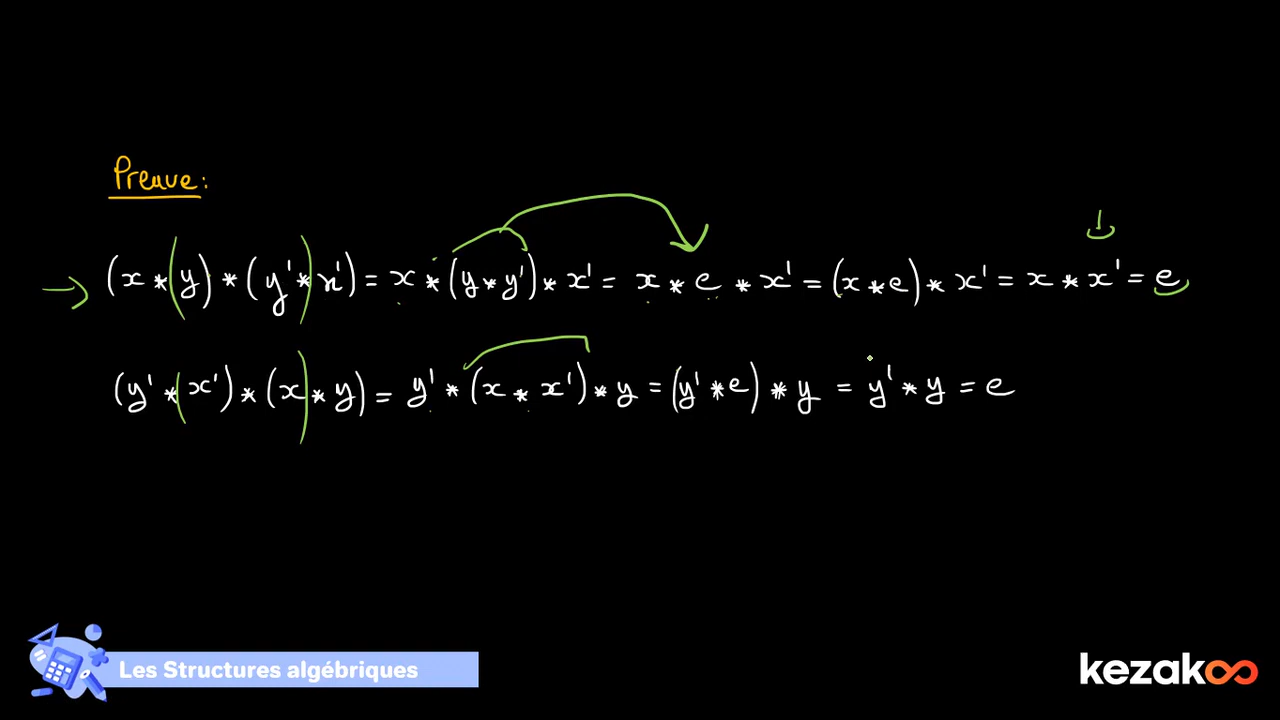 Preuve:
(x * (y) * (y' * x') = x * (y * y') * x' = x * e * x' = (x * e) * x' = x * x' = e
(y' * (x') * (x) * y) = y' * (x * x') * y = (y' * e) * y = y' * y = e
Les Structures algébriques
kezakoo